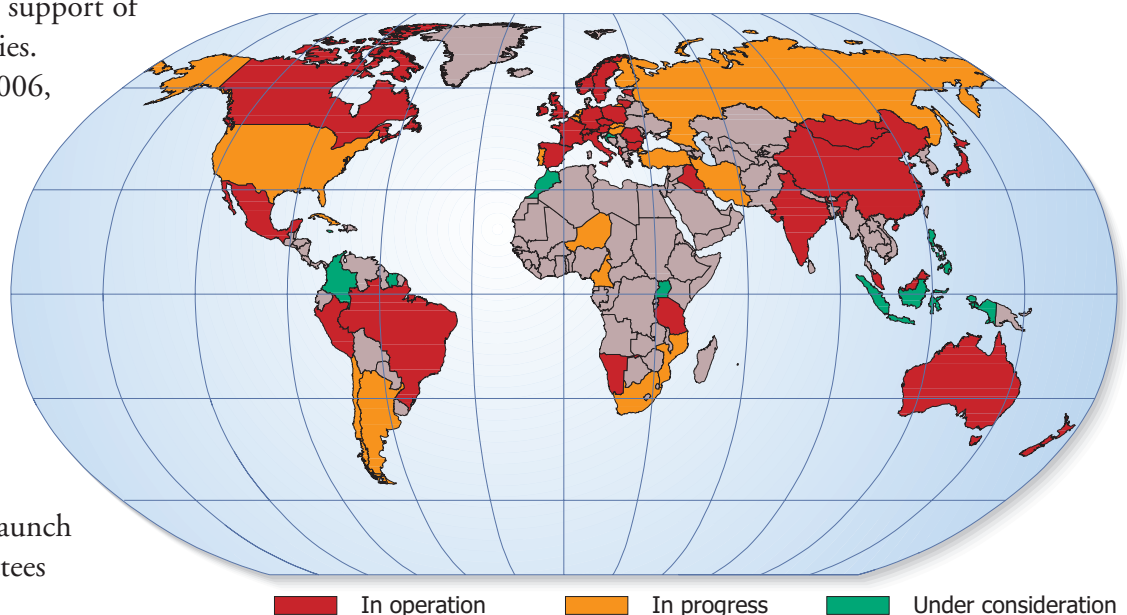 support of
ies.
006,
aunch
tees
In operation
In progress
Under consideration